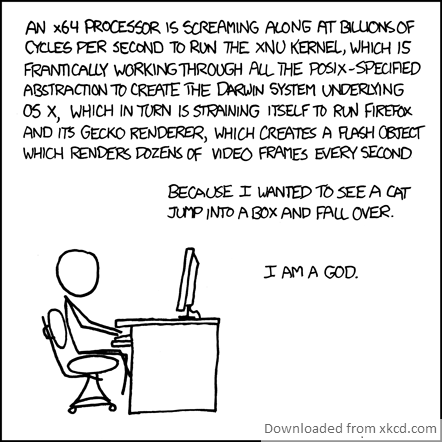 AN x64 PROCESSOR IS SCREAMING ALONG AT BILLIONS OF
CYCLES PER SECOND TO RUN THE XNU KERNEL, WHICH IS
FRANTICALLY WORKING THROUGH ALL THE POSIX-SPECIFIED
ABSTRACTION TO CREATE THE DARWIN SYSTEM UNDERLYING
OS X, WHICH IN TURN IS STRAINING ITSELF TO RUN FIREFOX
AND ITS GECKO RENDERER, WHICH CREATES A FLASH OBJECT
WHICH RENDERS DOZENS OF VIDEO FRAMES EVERY SECOND
BECAUSE I WANTED TO SEE A CAT
JUMP INTO A BOX AND FALL OVER.
I AM A GOD.
Downloaded from xkcd.com